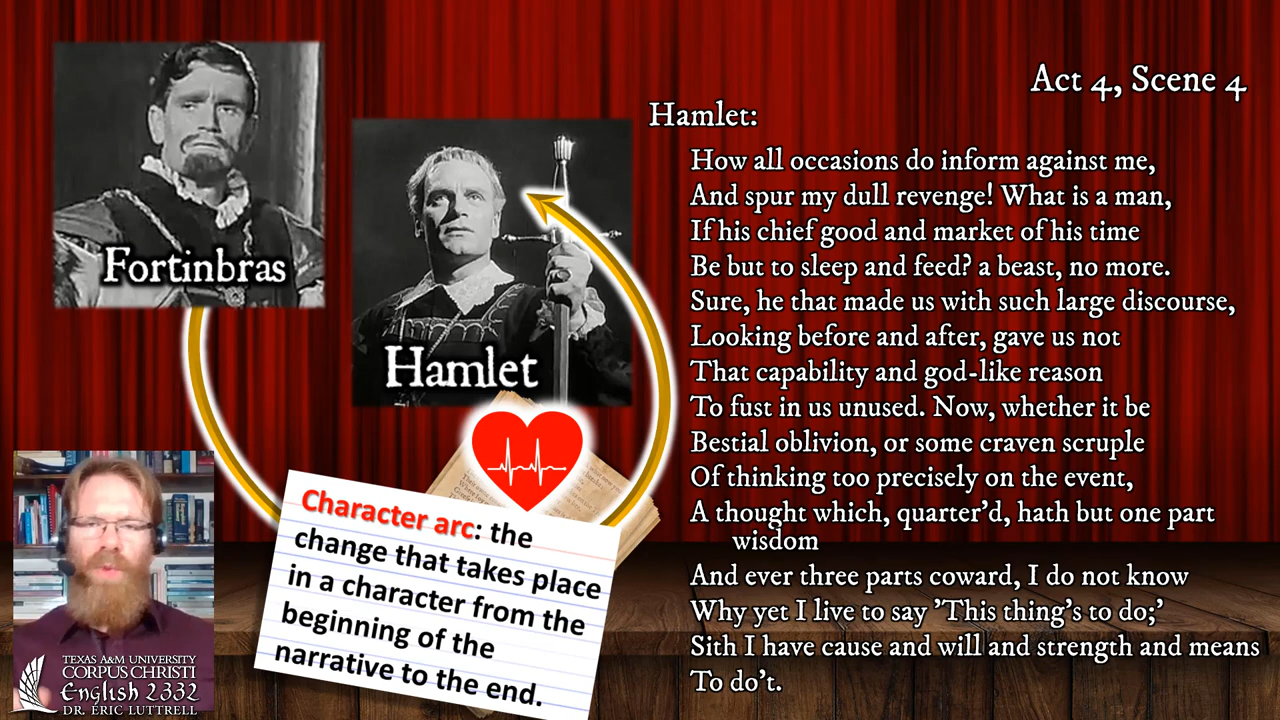 Act 4, Scene 4
Hamlet:
How all occasions do inform against me,
And spur my dull revenge! What is a man,
If his chief good and market of his time
Be but to sleep and feed? a beast, no more.
Sure, he that made us with such large discourse,
Looking before and after, gave us not
That capability and god-like reason
To fust in us unused. Now, whether it be
Bestial oblivion, or some craven scruple
Of thinking too precisely on the event,
A thought which, quarter'd, hath but one part
wisdom
And ever three parts coward, I do not know
Why yet I live to say 'This thing's to do;'
Sith I have cause and will and strength and means
To do't.
Fortinbras
Hamlet
Character arc: the
change that takes place
in a character from the
beginning of the
narrative to the end.
TEXAS A&M UNIVERSITY
CORPUS CHRISTI
English 2332
DR. ERIC LUTTRELL